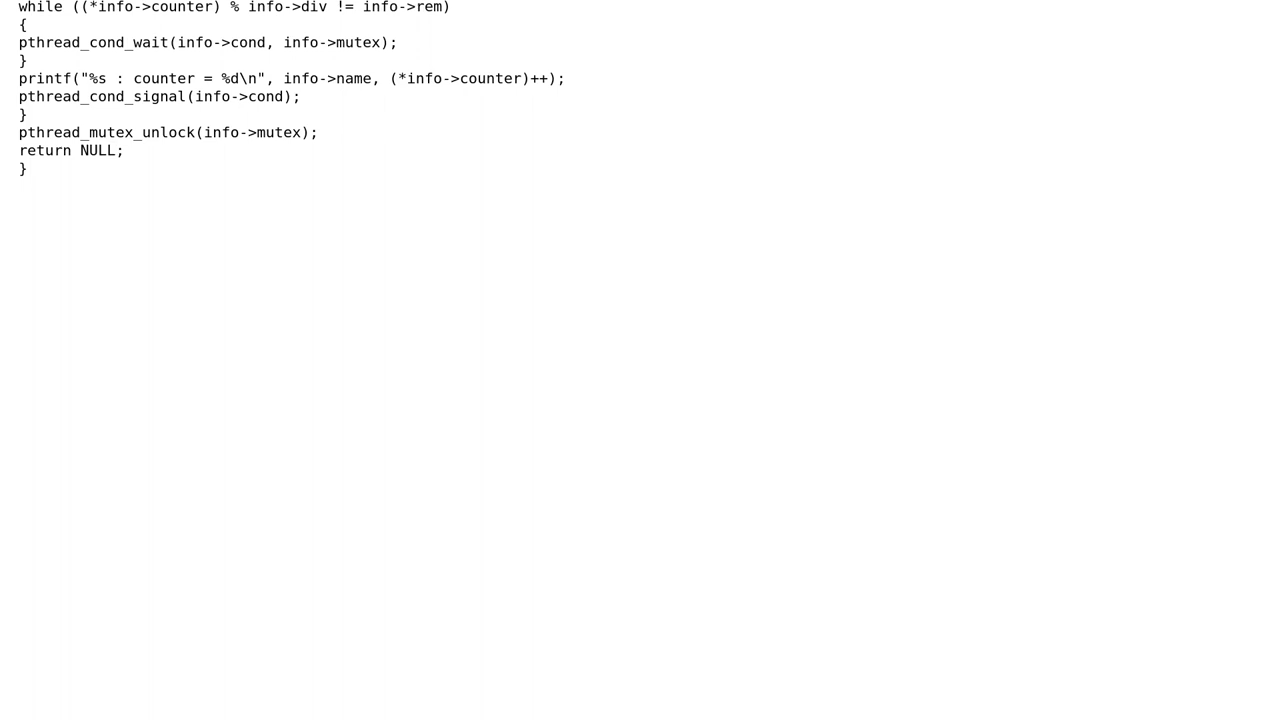 while ((*info->counter) % info->div != info->rem)
{
pthread_cond_wait(info->cond, info->mutex);
}
printf("%s : counter = %d\n", info->name, (*info->counter)++);
pthread_cond_signal(info->cond);
}
pthread_mutex_unlock(info->mutex);
return NULL;
}